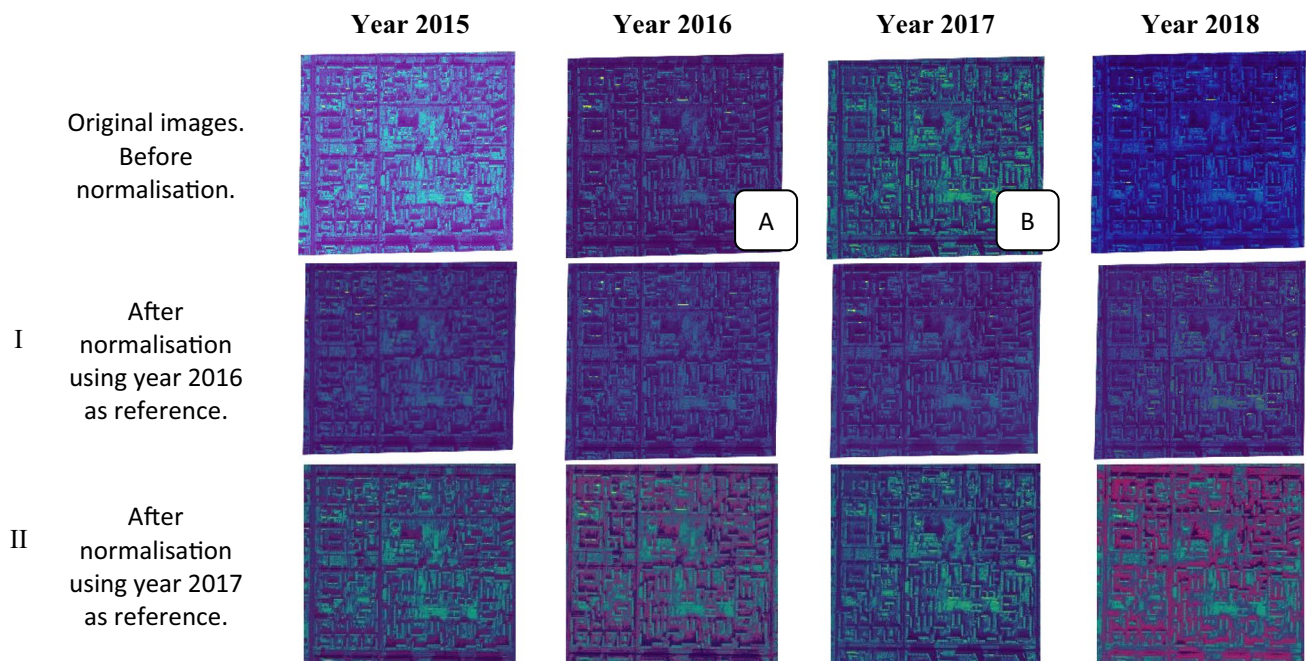 Year 2015
Year 2016
Year 2017
Year 2018
Original images.
Before
normalisation.
A
B
I
After
normalisation
using year 2016
as reference.
II
After
normalisation
using year 2017
as reference.